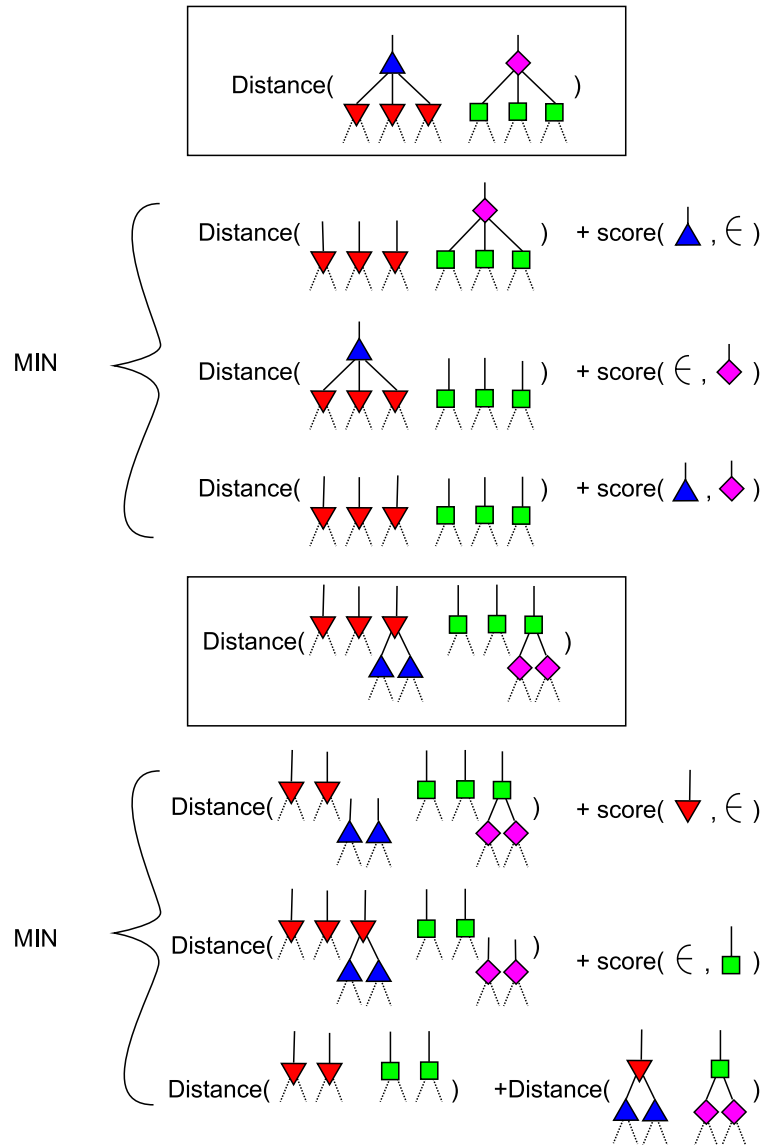 Distance( )
Distance( ) + score( , ∈ )
MIN Distance( ) + score( ∈ , )
Distance( ) + score( , )
Distance( )
Distance( ) + score( , ∈ )
MIN Distance( ) + score( ∈ , )
Distance( ) +Distance( )